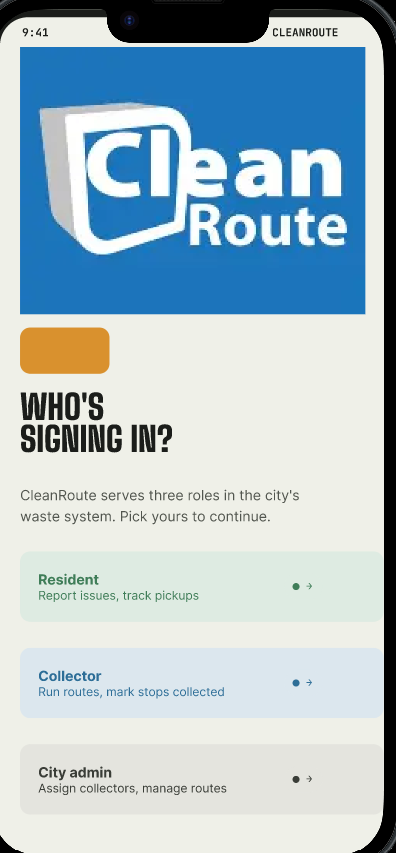 9:41
CLEANROUTE
Clean
Route
WHO'S
SIGNING IN?
CleanRoute serves three roles in the city's
waste system. Pick yours to continue.
Resident
Report issues, track pickups
Collector
Run routes, mark stops collected
City admin
Assign collectors, manage routes